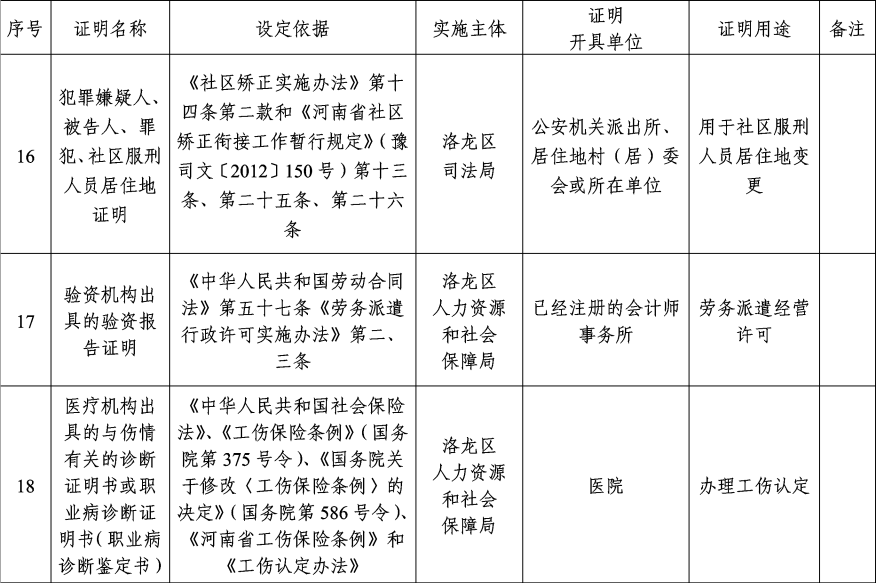 序号 证明名称 设定依据 实施主体 证明 开具单位 证明用途 备注
16
犯罪嫌疑人、
被告人、罪
犯、社区服刑
人员居住地
证明
《社区矫正实施办法》第十
四条第二款和《河南省社区
矫正衔接工作暂行规定》(豫
司文〔2012〕150号)第十三
条、第二十五条、第二十六
条
洛龙区
司法局
公安机关派出所、
居住地村(居)委
会或所在单位
用于社区服刑
人员居住地变
更
17
验资机构出
具的验资报
告证明
《中华人民共和国劳动合同
法》第五十七条《劳务派遣
行政许可实施办法》第二、
三条
洛龙区
人力资源
和社会
保障局
已经注册的会计师
事务所
劳务派遣经营
许可
18
医疗机构出
具的与伤情
有关的诊断
证明书或职
业病诊断证
明书(职业病
诊断鉴定书)
《中华人民共和国社会保险
法》、《工伤保险条例》(国务
院第375号令)、《国务院关
于修改〈工伤保险条例〉的
决定》(国务院第586号令)、
《河南省工伤保险条例》和
《工伤认定办法》
洛龙区
人力资源
和社会
保障局
医院
办理工伤认定